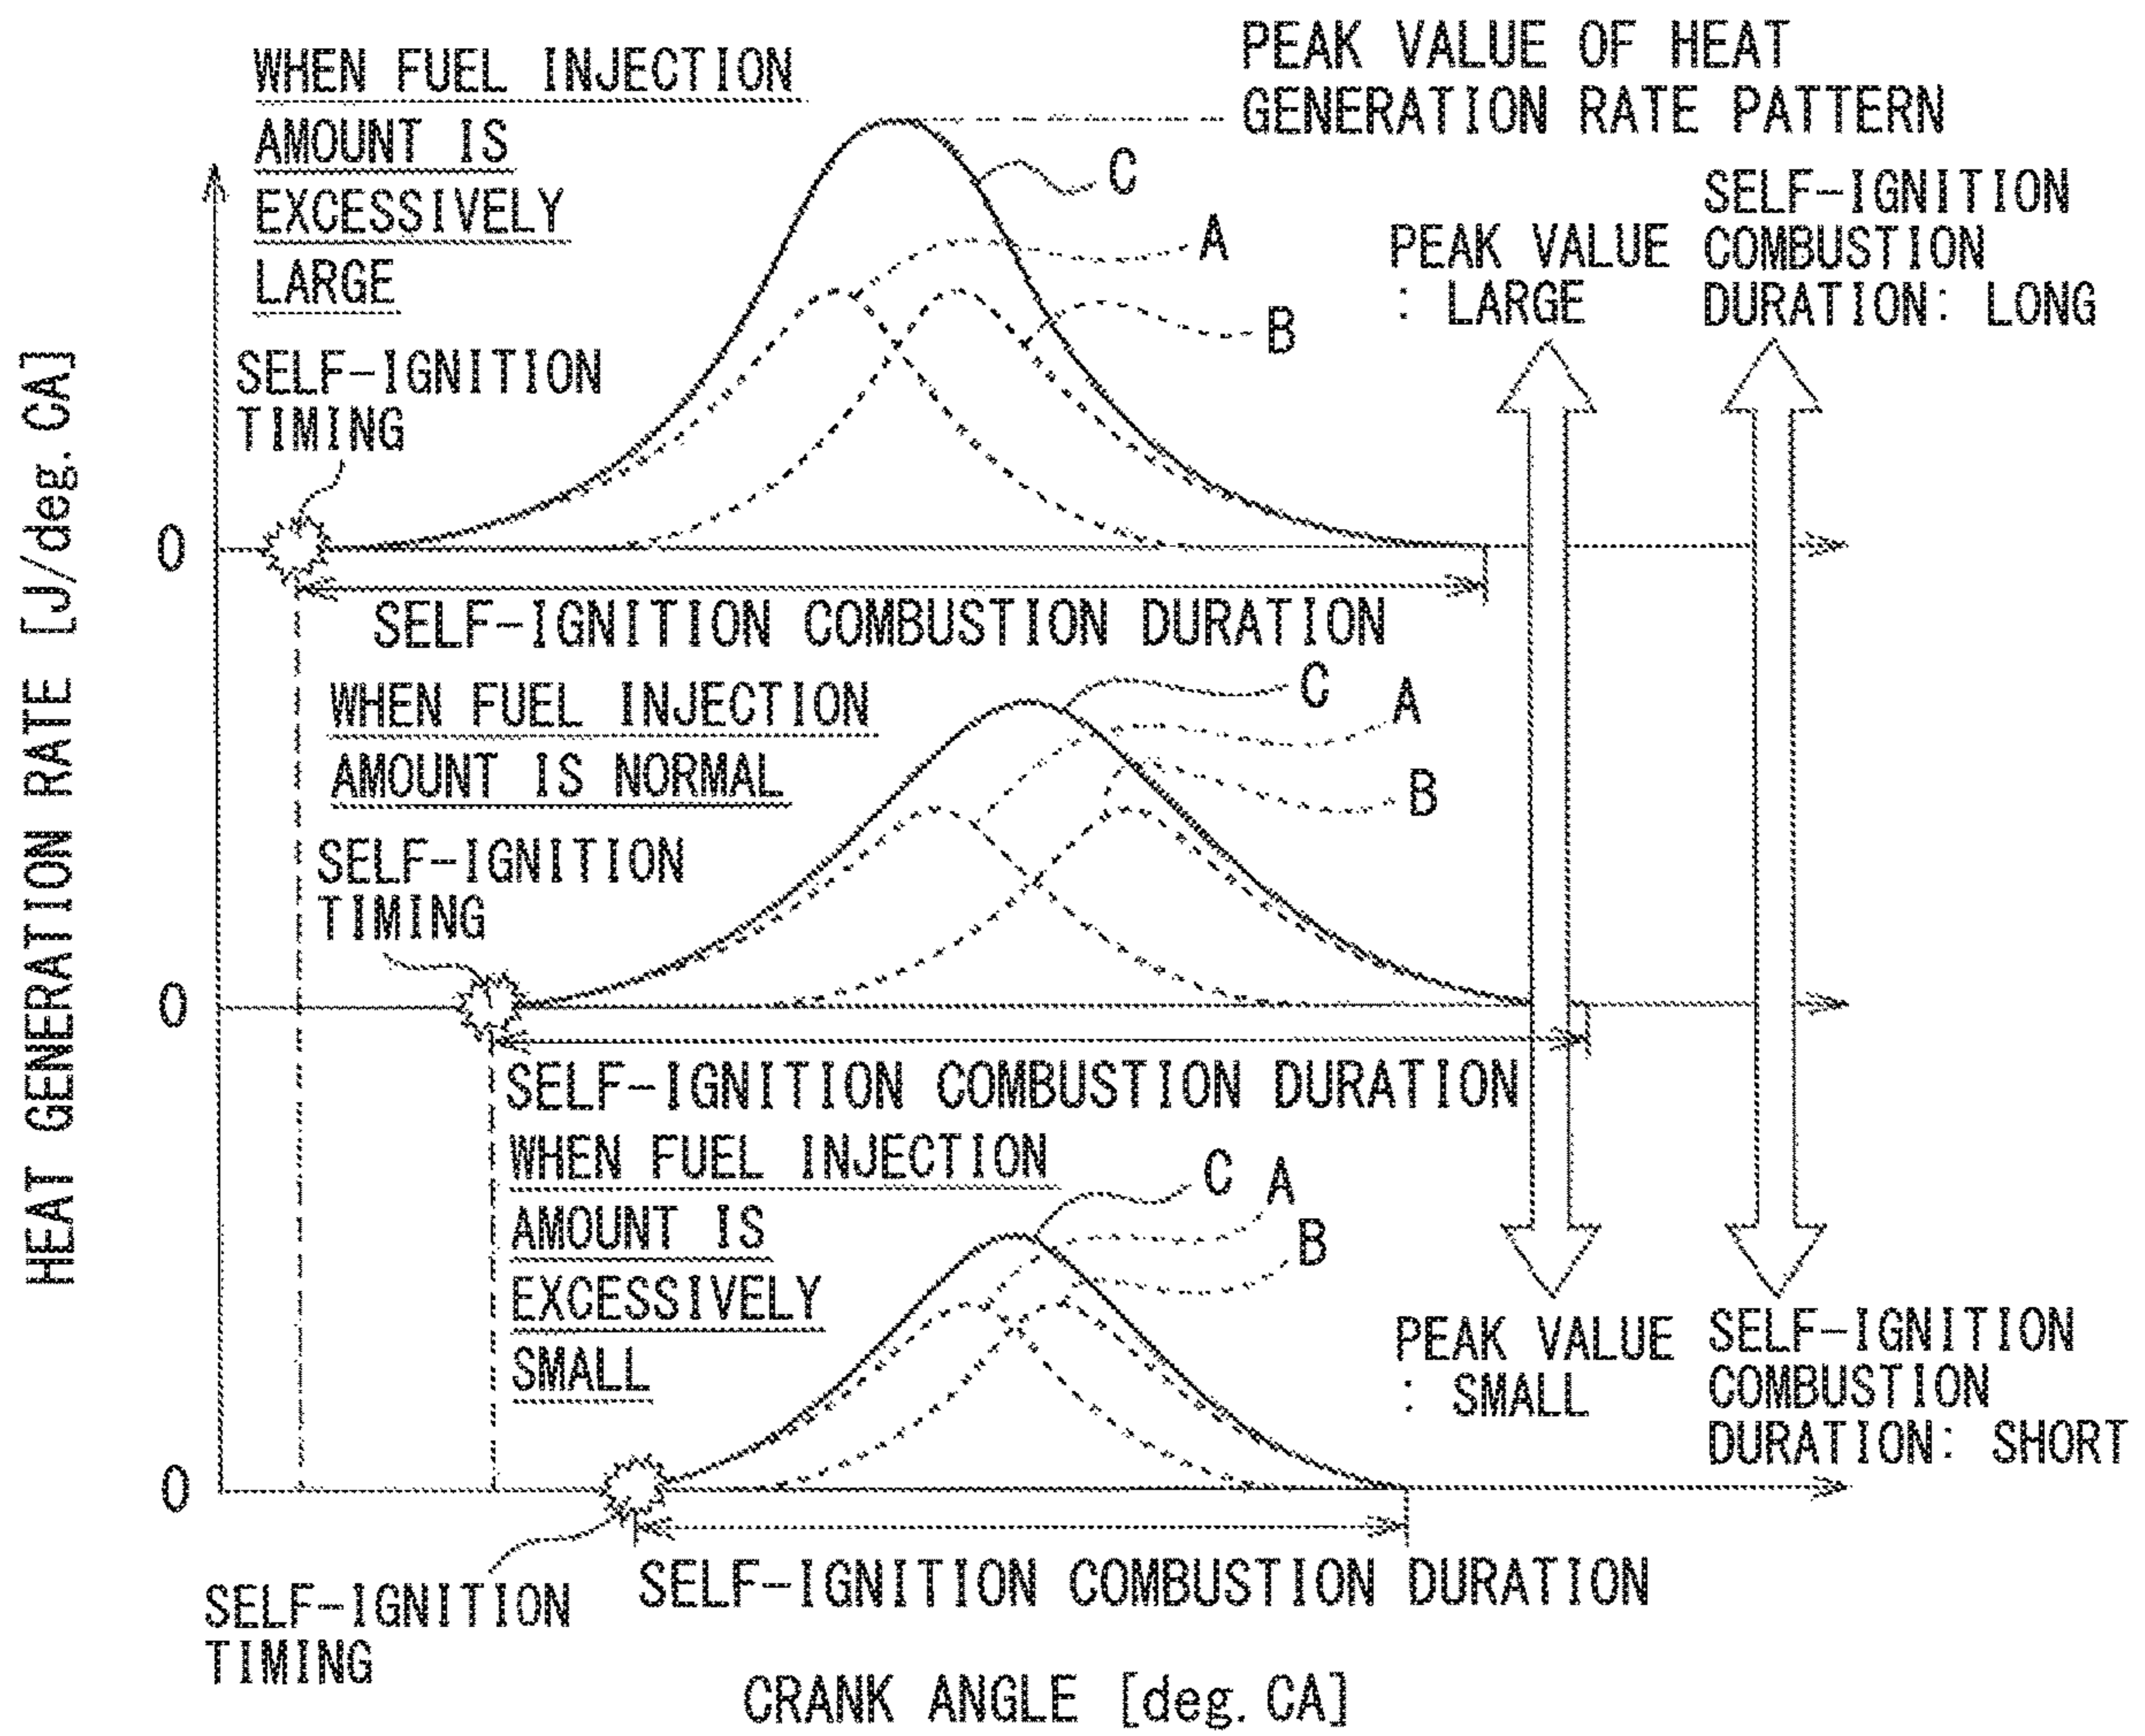 PEAK VALUE OF HEAT
GENERATION RATE PATTERN
WHEN FUEL INJECTION
AMOUNT IS
EXCESSIVELY
LARGE
C
A
B
PEAK VALUE
: LARGE
SELF-IGNITION
COMBUSTION
DURATION: LONG
SELF-IGNITION
TIMING
0
SELF-IGNITION COMBUSTION DURATION
HEAT GENERATION RATE [J/deg. CA]
WHEN FUEL INJECTION
AMOUNT IS NORMAL
C
A
B
SELF-IGNITION
TIMING
0
SELF-IGNITION COMBUSTION DURATION
WHEN FUEL INJECTION
AMOUNT IS
EXCESSIVELY
SMALL
C
A
B
PEAK VALUE
: SMALL
SELF-IGNITION
COMBUSTION
DURATION: SHORT
0
SELF-IGNITION COMBUSTION DURATION
SELF-IGNITION
TIMING
CRANK ANGLE [deg. CA]